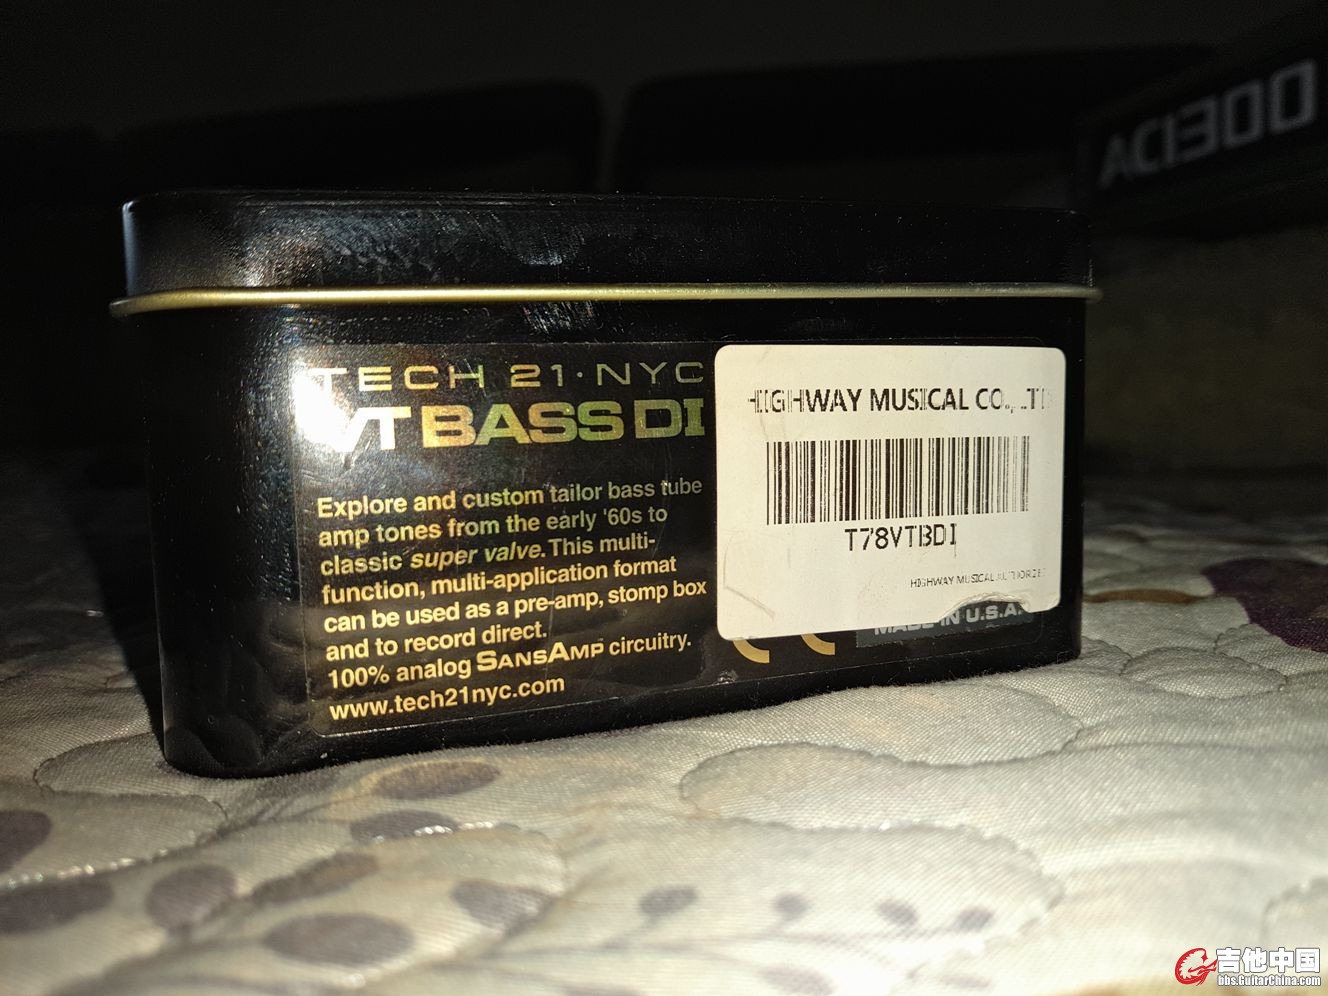 AC1300
TECH 21·NYC
VT BASS DI
Explore and custom tailor bass tube
amp tones from the early '60s to
classic super valve. This multi-
function, multi-application format
can be used as a pre-amp, stomp box
and to record direct.
100% analog SANSAMP circuitry.
www.tech21nyc.com
HIGHWAY MUSICAL CO.,
T78VTBDI
HIGHWAY MUSICAL
MADE IN U.S.A.
吉他中国
bbs.GuitarChina.com